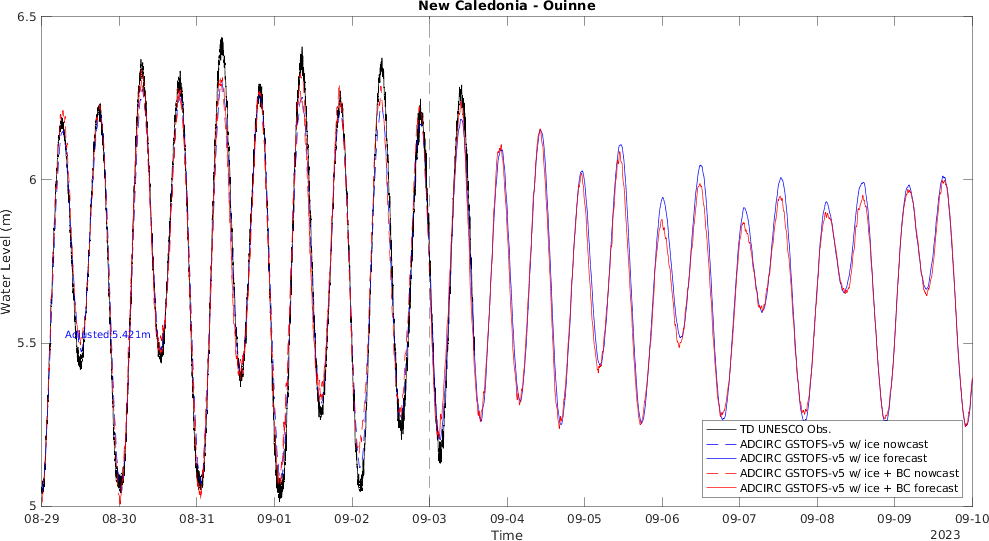 New Caledonia - Ouinne
6.5
6
5.5
5
Water Level (m)
Adjusted 5.421m
TD UNESCO Obs.
ADCIRC GSTOFS-v5 w/ ice nowcast
ADCIRC GSTOFS-v5 w/ ice forecast
ADCIRC GSTOFS-v5 w/ ice + BC nowcast
ADCIRC GSTOFS-v5 w/ ice + BC forecast
08-29 08-30 08-31 09-01 09-02 09-03 09-04 09-05 09-06 09-07 09-08 09-09 09-10
Time
2023